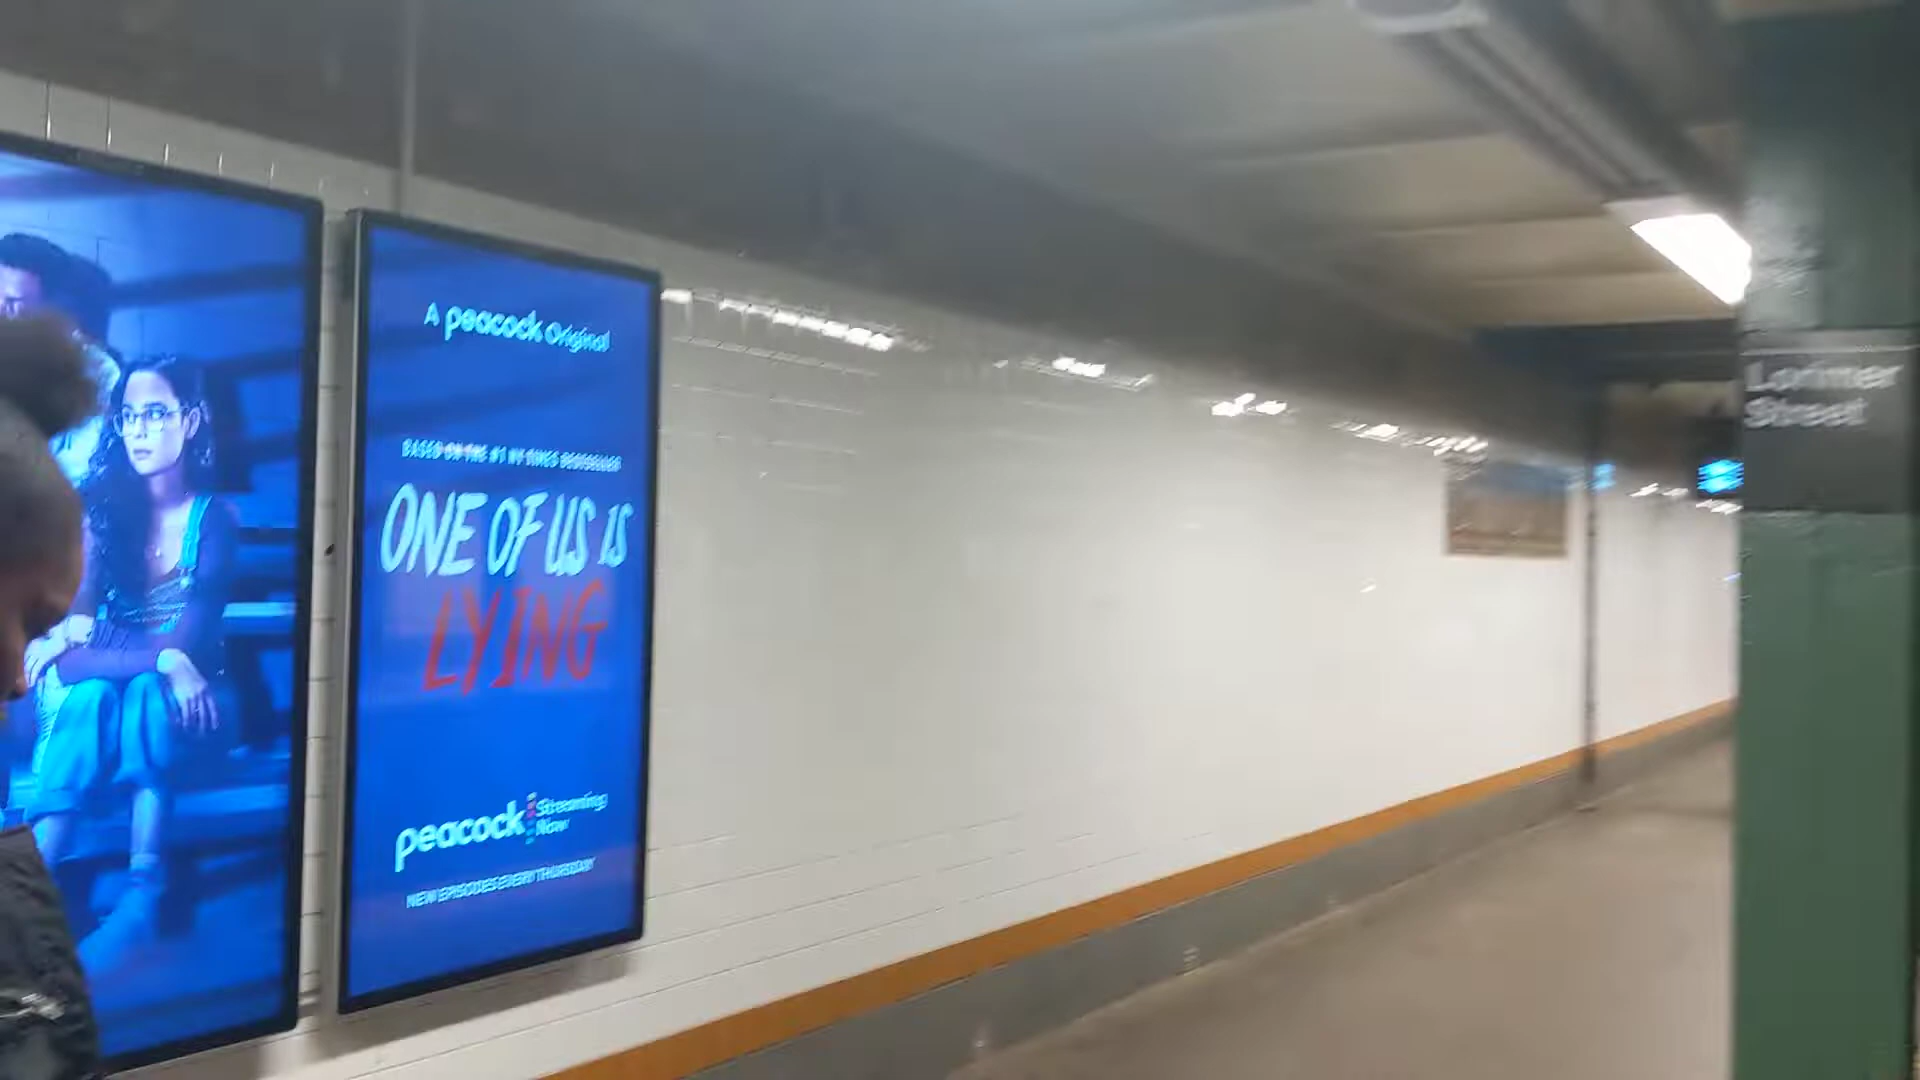 A peacock Original
BASED ON THE #1 NY TIMES BESTSELLER
ONE OF US IS
LYING
peacock
Streaming
Now
NEW EPISODES EVERY THURSDAY
Lorimer
Street